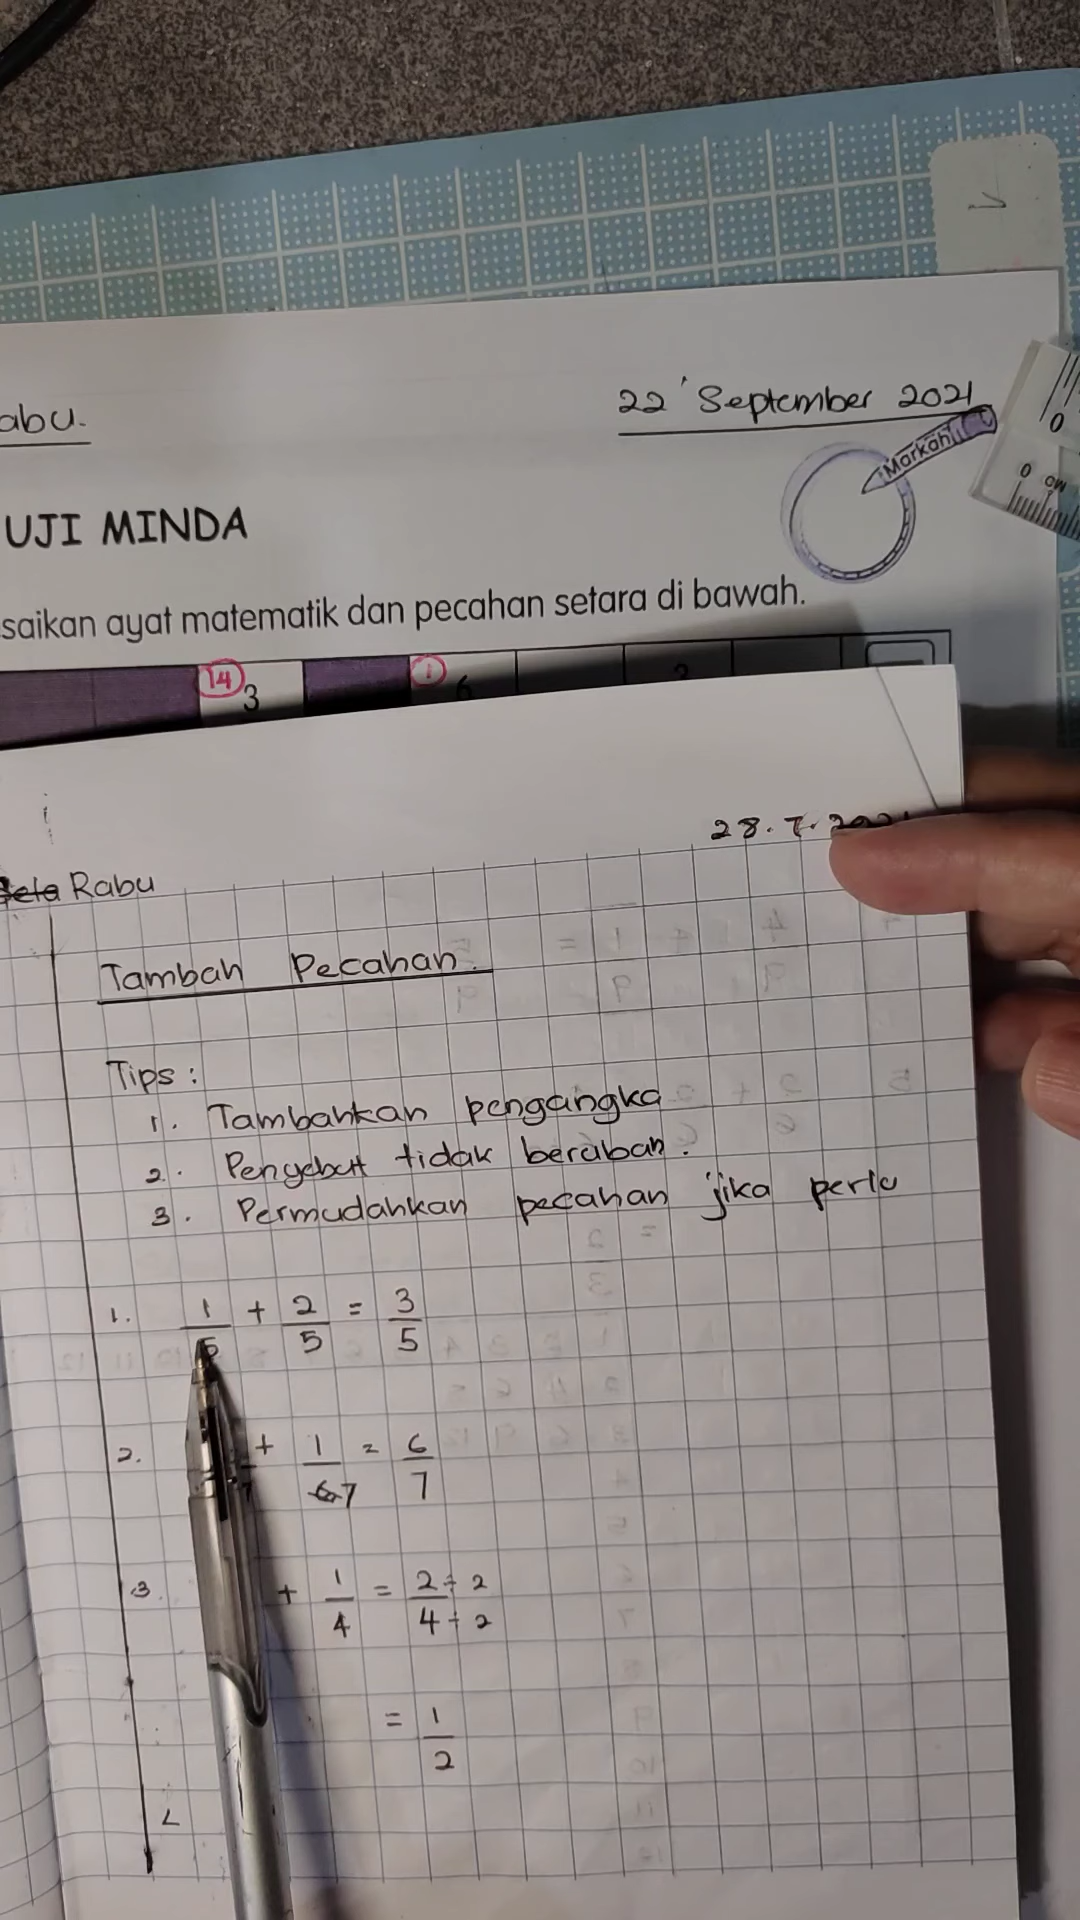 abu.
22 September 2021
Markah
UJI MINDA
saikan ayat matematik dan pecahan setara di bawah.
14 3 1 6
28.7.
Rabu
Tambah Pecahan.
Tips:
1. Tambahkan pengangka
2. Penyebut tidak beruban.
3. Permudahkan pecahan jika perlu
1. 1/5 + 2/5 = 3/5
2. + 1/7 = 6/7
3. + 1/4 = 2÷2/4÷2
= 1/2